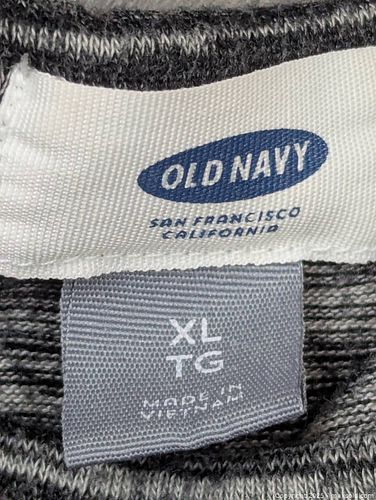 OLD NAVY
SAN FRANCISCO
CALIFORNIA
XL
TG
MADE IN
VIETNAM